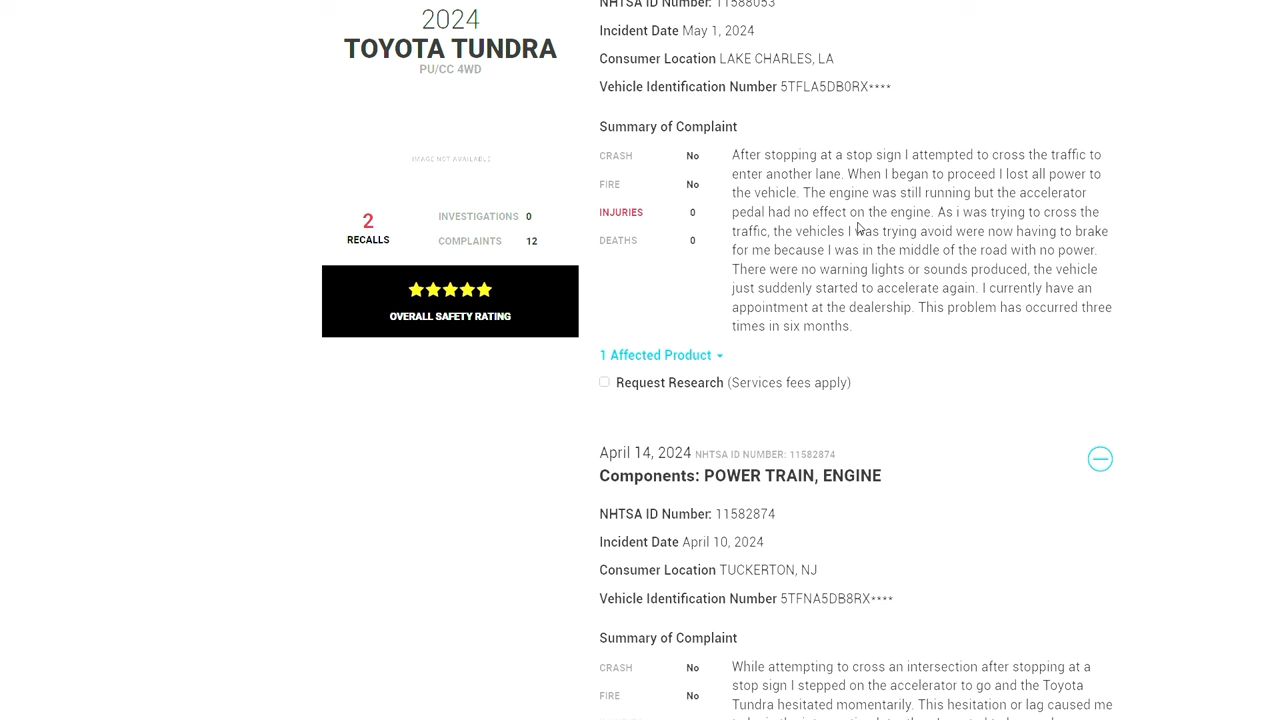 2024
TOYOTA TUNDRA
PU/CC 4WD
IMAGE NOT AVAILABLE
2
RECALLS
INVESTIGATIONS 0
COMPLAINTS 12
OVERALL SAFETY RATING
NHTSA ID Number: 11588053
Incident Date May 1, 2024
Consumer Location LAKE CHARLES, LA
Vehicle Identification Number 5TFLA5DB0RX****
Summary of Complaint
CRASH No
FIRE No
INJURIES 0
DEATHS 0
After stopping at a stop sign I attempted to cross the traffic to
enter another lane. When I began to proceed I lost all power to
the vehicle. The engine was still running but the accelerator
pedal had no effect on the engine. As i was trying to cross the
traffic, the vehicles I was trying avoid were now having to brake
for me because I was in the middle of the road with no power.
There were no warning lights or sounds produced, the vehicle
just suddenly started to accelerate again. I currently have an
appointment at the dealership. This problem has occurred three
times in six months.
1 Affected Product
Request Research (Services fees apply)
April 14, 2024 NHTSA ID NUMBER: 11582874
Components: POWER TRAIN, ENGINE
NHTSA ID Number: 11582874
Incident Date April 10, 2024
Consumer Location TUCKERTON, NJ
Vehicle Identification Number 5TFNA5DB8RX****
Summary of Complaint
CRASH No
FIRE No
While attempting to cross an intersection after stopping at a
stop sign I stepped on the accelerator to go and the Toyota
Tundra hesitated momentarily. This hesitation or lag caused me